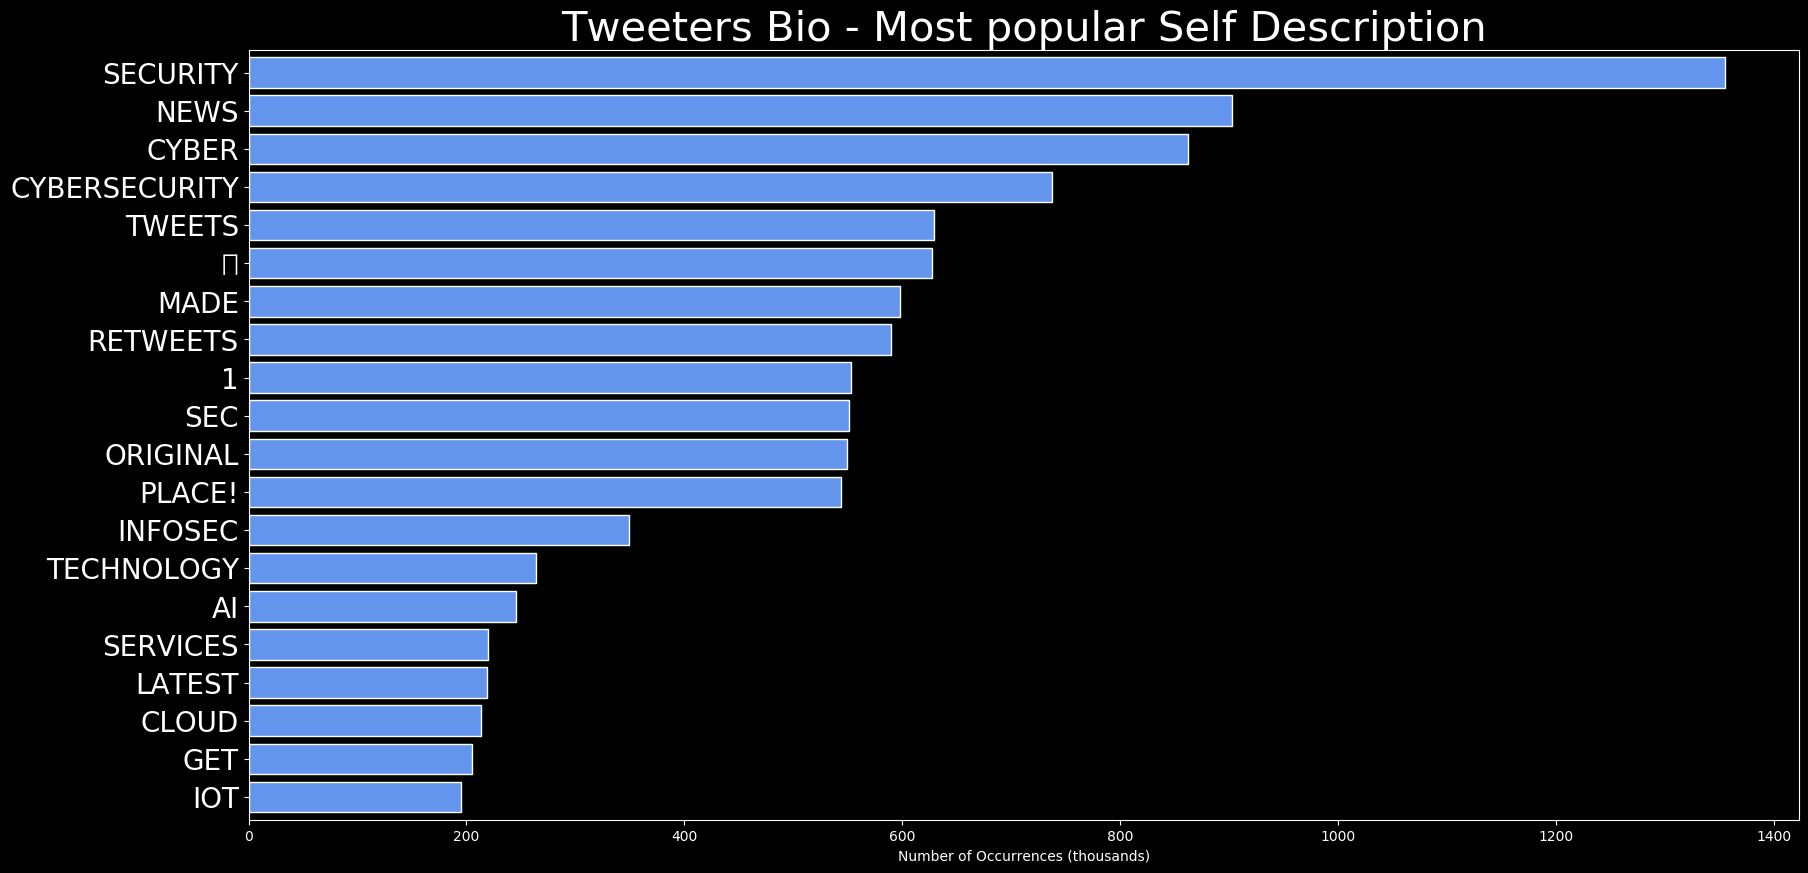 Tweeters Bio - Most popular Self Description
SECURITY
NEWS
CYBER
CYBERSECURITY
TWEETS
MADE
RETWEETS
1
SEC
ORIGINAL
PLACE!
INFOSEC
TECHNOLOGY
AI
SERVICES
LATEST
CLOUD
GET
IOT
0 200 400 600 800 1000 1200 1400
Number of Occurrences (thousands)